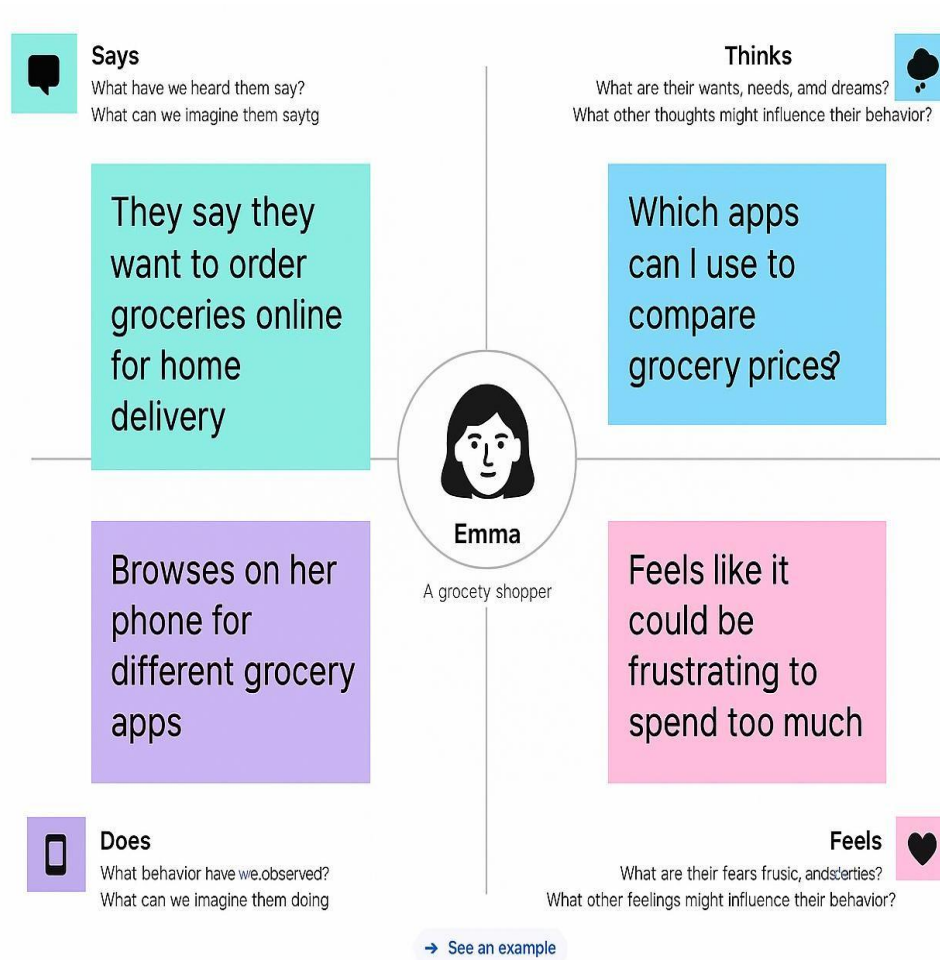 Says
What have we heard them say?
What can we imagine them saytg
Thinks
What are their wants, needs, amd dreams?
What other thoughts might influence their behavior?
They say they
want to order
groceries online
for home
delivery
Which apps
can I use to
compare
grocery prices?
Emma
A grocety shopper
Browses on her
phone for
different grocery
apps
Feels like it
could be
frustrating to
spend too much
Does
What behavior have we.observed?
What can we imagine them doing
Feels
What are their fears frusic,
What other feelings might influence their behavior?
→ See an example